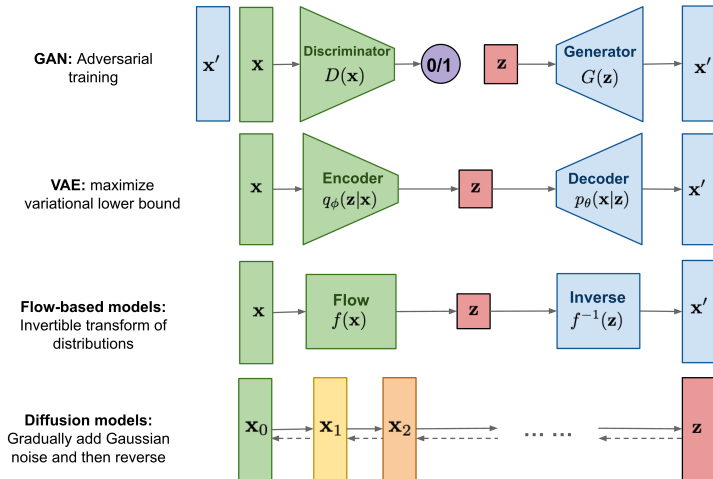 GAN: Adversarial
training
x′
x
Discriminator
D(x)
0/1
z
Generator
G(z)
x′
VAE: maximize
variational lower bound
x
Encoder
qϕ(z|x)
z
Decoder
pθ(x|z)
x′
Flow-based models:
Invertible transform of
distributions
x
Flow
f(x)
z
Inverse
f⁻¹(z)
x′
Diffusion models:
Gradually add Gaussian
noise and then reverse
x₀
x₁
x₂
... ...
z